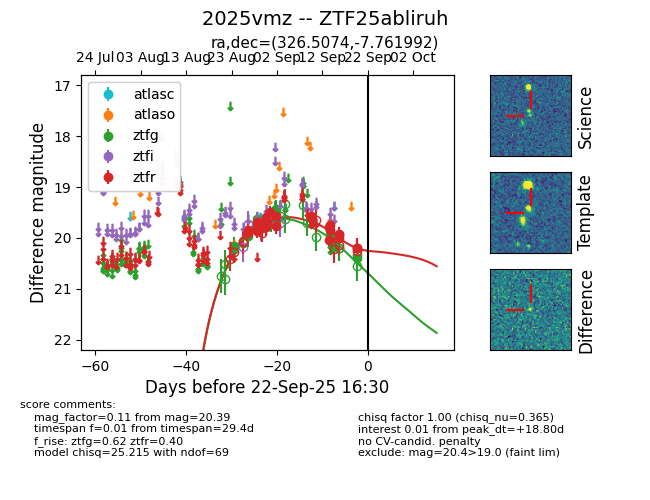 2025vmz -- ZTF25abliruh
ra,dec=(326.5074,-7.761992)
24 Jul 03 Aug 13 Aug 23 Aug 02 Sep 12 Sep 22 Sep 02 Oct
17
18
19
20
21
22
Difference magnitude
atlasc
atlaso
ztfg
ztfi
ztfr
−60 −40 −20 0
Days before 22-Sep-25 16:30
Science
Template
Difference
score comments:
mag_factor=0.11 from mag=20.39
timespan f=0.01 from timespan=29.4d
f_rise: ztfg=0.62 ztfr=0.40
model chisq=25.215 with ndof=69
chisq factor 1.00 (chisq_nu=0.365)
interest 0.01 from peak_dt=+18.80d
no CV-candid. penalty
exclude: mag=20.4>19.0 (faint lim)